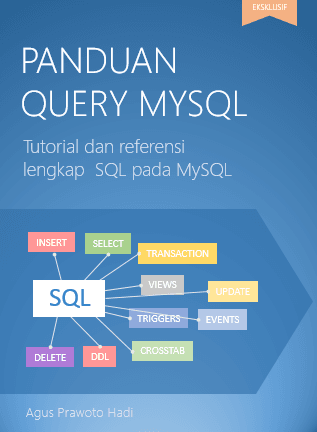 EKSKLUSIF
PANDUAN
QUERY MYSQL
Tutorial dan referensi
lengkap SQL pada MySQL
INSERT
SELECT
TRANSACTION
SQL
VIEWS
UPDATE
TRIGGERS
EVENTS
DELETE
DDL
CROSSTAB
Agus Prawoto Hadi